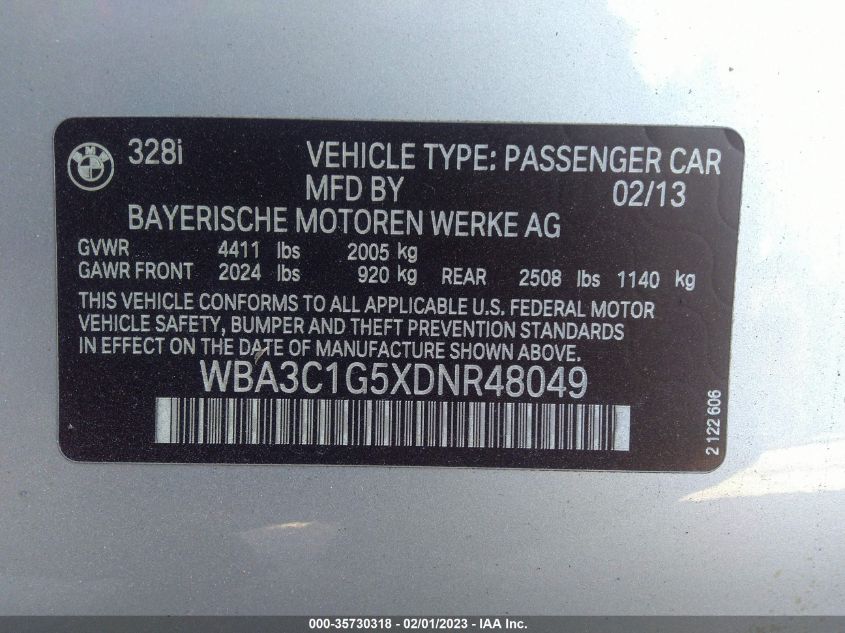 BMW 328i VEHICLE TYPE: PASSENGER CAR
MFD BY 02/13
BAYERISCHE MOTOREN WERKE AG
GVWR 4411 lbs 2005 kg
GAWR FRONT 2024 lbs 920 kg REAR 2508 lbs 1140 kg
THIS VEHICLE CONFORMS TO ALL APPLICABLE U.S. FEDERAL MOTOR
VEHICLE SAFETY, BUMPER AND THEFT PREVENTION STANDARDS
IN EFFECT ON THE DATE OF MANUFACTURE SHOWN ABOVE.
WBA3C1G5XDNR48049
2 122 606
000-35730318 - 02/01/2023 - IAA Inc.